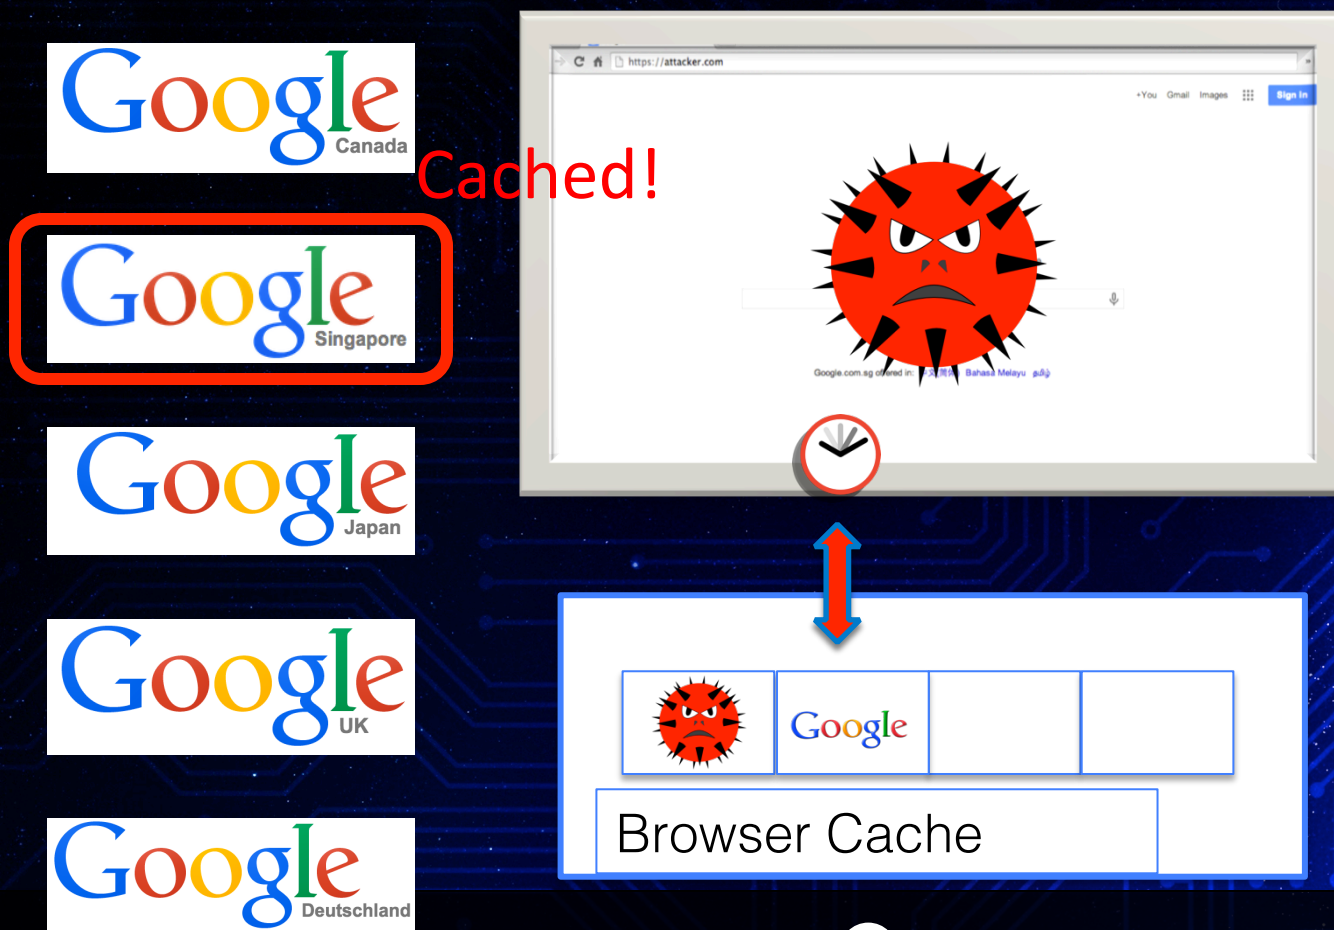 Google
Canada
Cached!
Google
Singapore
Google
Japan
Google
UK
Google
Deutschland
https://attacker.com
+You Gmail Images Sign In
Google.com.sg offered in: Bahasa Melayu தமிழ்
Google
Browser Cache